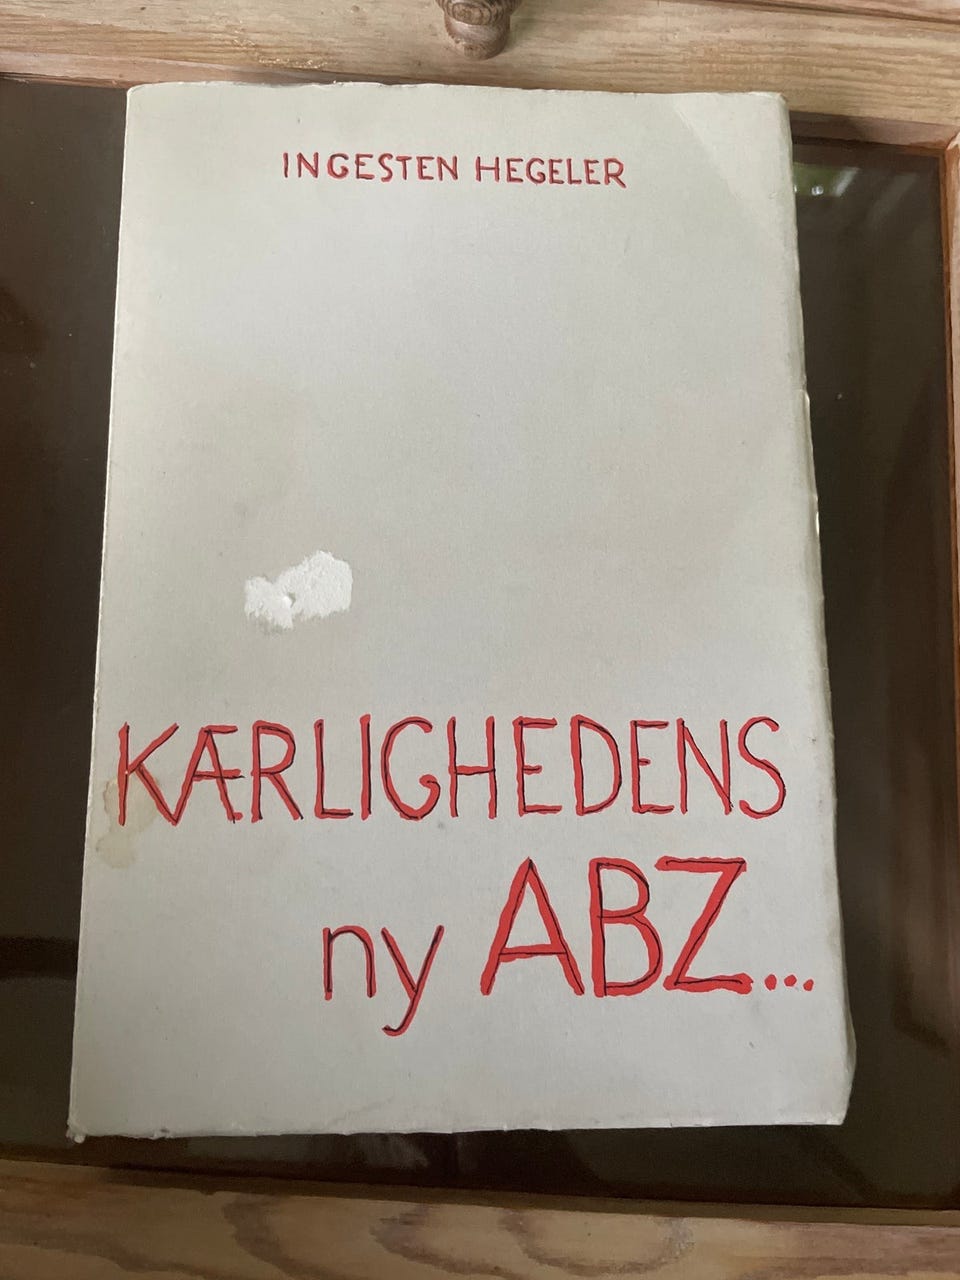 INGESTEN HEGELER
KÆRLIGHEDENS
ny ABZ...